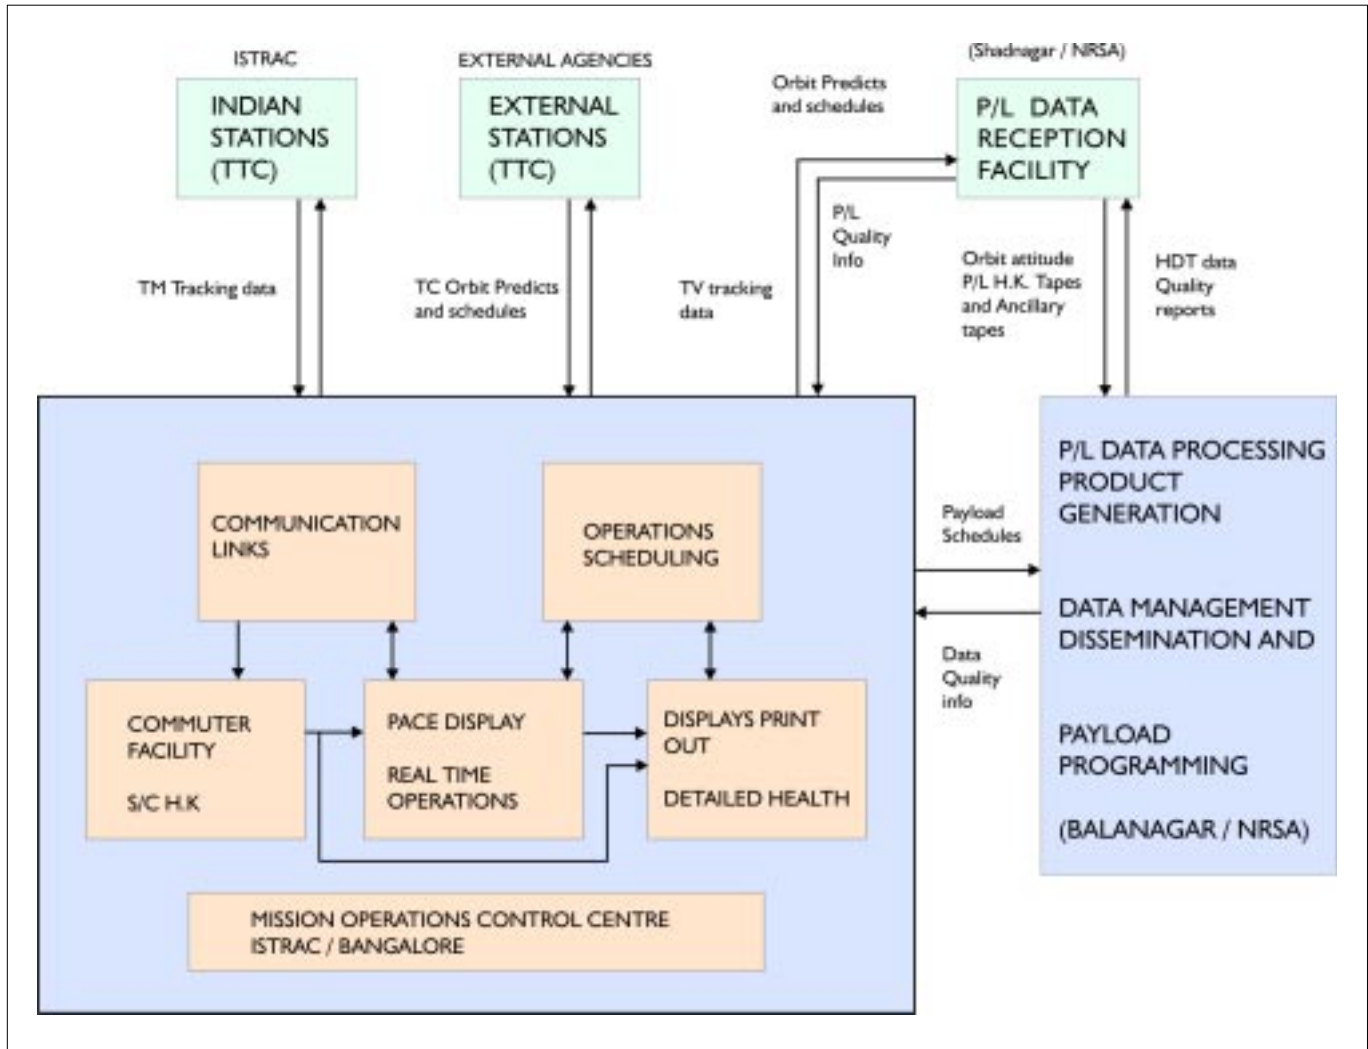 ISTRAC
INDIAN
STATIONS
(TTC)
EXTERNAL AGENCIES
EXTERNAL
STATIONS
(TTC)
Orbit Predicts
and schedules
(Shadnagar / NRSA)
P/L DATA
RECEPTION
FACILITY
TM Tracking data
TC Orbit Predicts
and schedules
TV tracking
data
P/L
Quality
Info
Orbit attitude
P/L H.K. Tapes
and Ancillary
tapes
HDT data
Quality
reports
COMMUNICATION
LINKS
OPERATIONS
SCHEDULING
COMMUTER
FACILITY
S/C H.K
PACE DISPLAY
REAL TIME
OPERATIONS
DISPLAYS PRINT
OUT
DETAILED HEALTH
MISSION OPERATIONS CONTROL CENTRE
ISTRAC / BANGALORE
Payload
Schedules
Data
Quality
info
P/L DATA PROCESSING
PRODUCT
GENERATION
DATA MANAGEMENT
DISSEMINATION AND
PAYLOAD
PROGRAMMING
(BALANAGAR / NRSA)